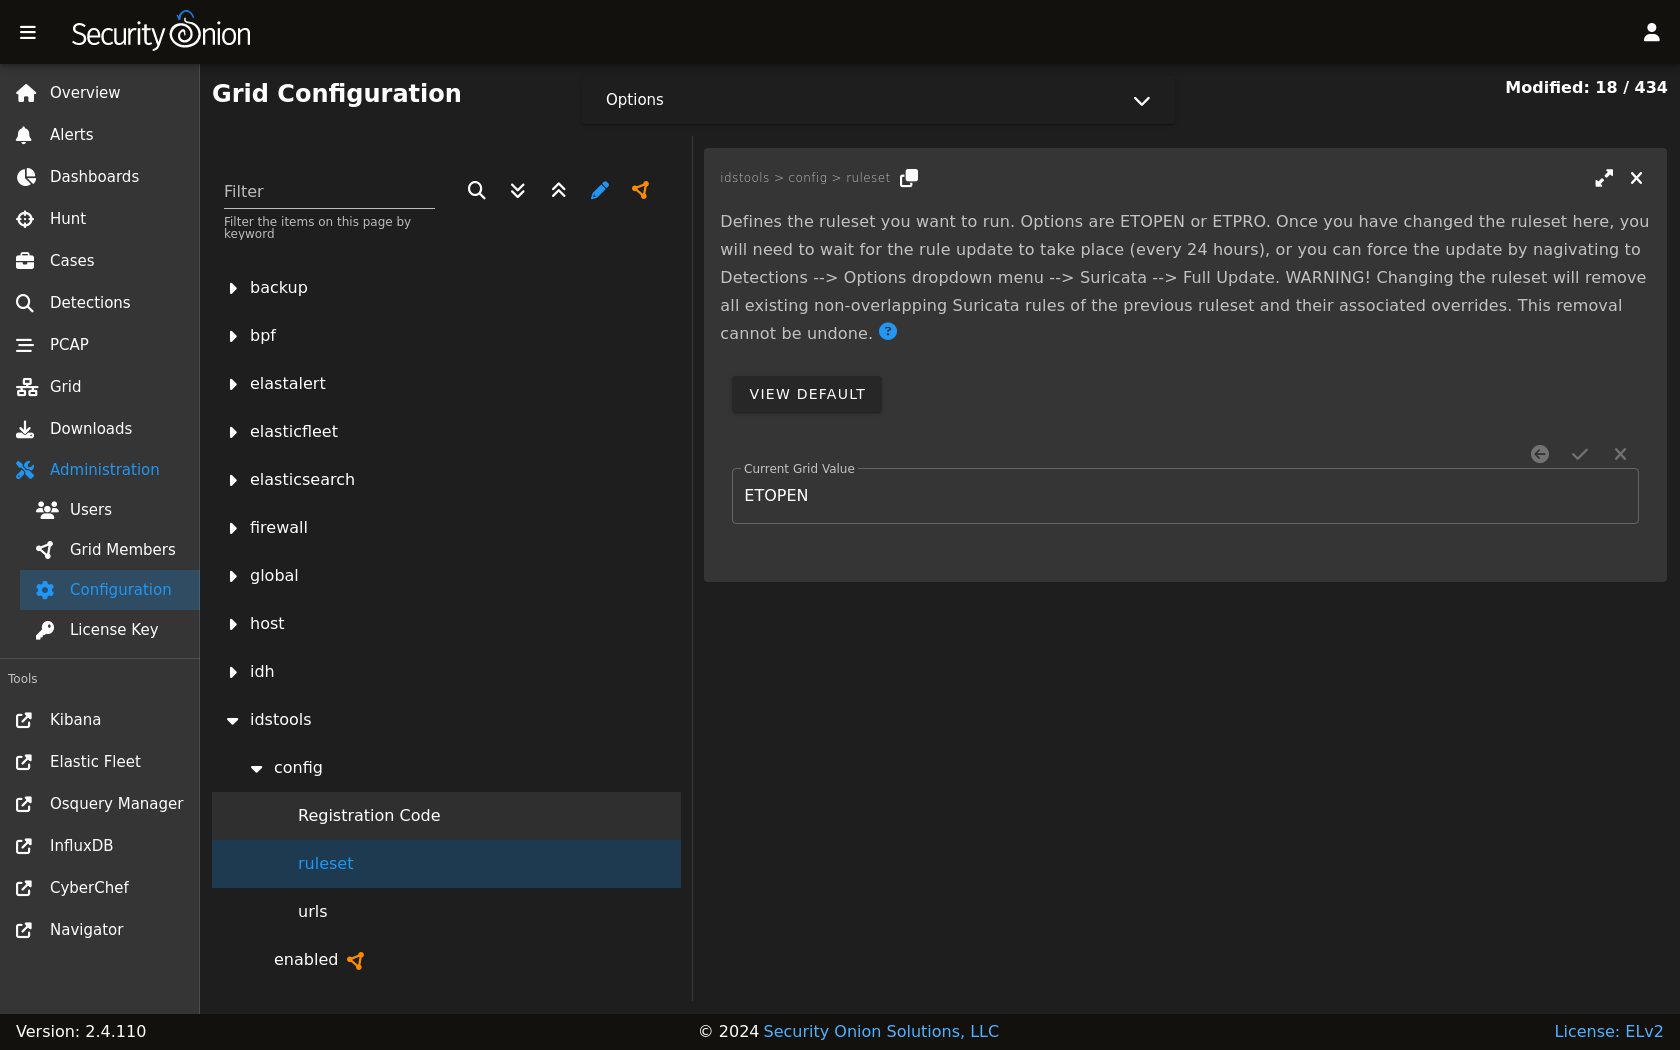 Security Onion
Overview
Alerts
Dashboards
Hunt
Cases
Detections
PCAP
Grid
Downloads
Administration
Users
Grid Members
Configuration
License Key
Tools
Kibana
Elastic Fleet
Osquery Manager
InfluxDB
CyberChef
Navigator
Grid Configuration
Options
Modified: 18 / 434
Filter
Filter the items on this page by
keyword
backup
bpf
elastalert
elasticfleet
elasticsearch
firewall
global
host
idh
idstools
config
Registration Code
ruleset
urls
enabled
idstools > config > ruleset
Defines the ruleset you want to run. Options are ETOPEN or ETPRO. Once you have changed the ruleset here, you
will need to wait for the rule update to take place (every 24 hours), or you can force the update by nagivating to
Detections --> Options dropdown menu --> Suricata --> Full Update. WARNING! Changing the ruleset will remove
all existing non-overlapping Suricata rules of the previous ruleset and their associated overrides. This removal
cannot be undone. ?
VIEW DEFAULT
Current Grid Value
ETOPEN
Version: 2.4.110
© 2024 Security Onion Solutions, LLC
License: ELv2